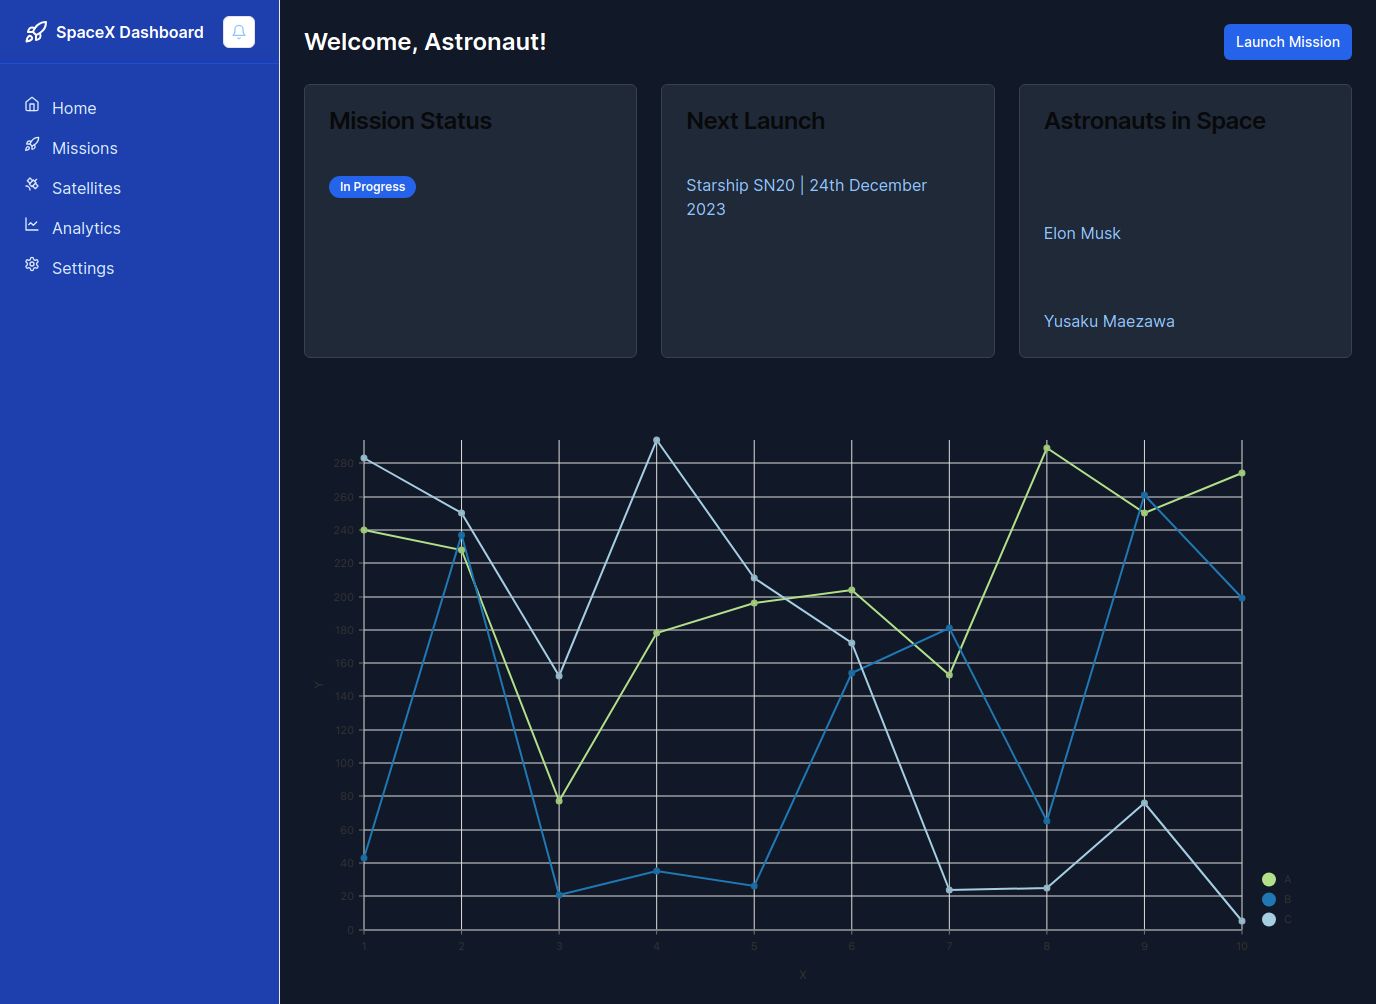 SpaceX Dashboard
Home
Missions
Satellites
Analytics
Settings
Welcome, Astronaut!
Launch Mission
Mission Status
In Progress
Next Launch
Starship SN20 | 24th December
2023
Astronauts in Space
Elon Musk
Yusaku Maezawa
280
260
240
220
200
180
160
140
120
100
80
60
40
20
0
Y
1 2 3 4 5 6 7 8 9 10
X
A
B
C